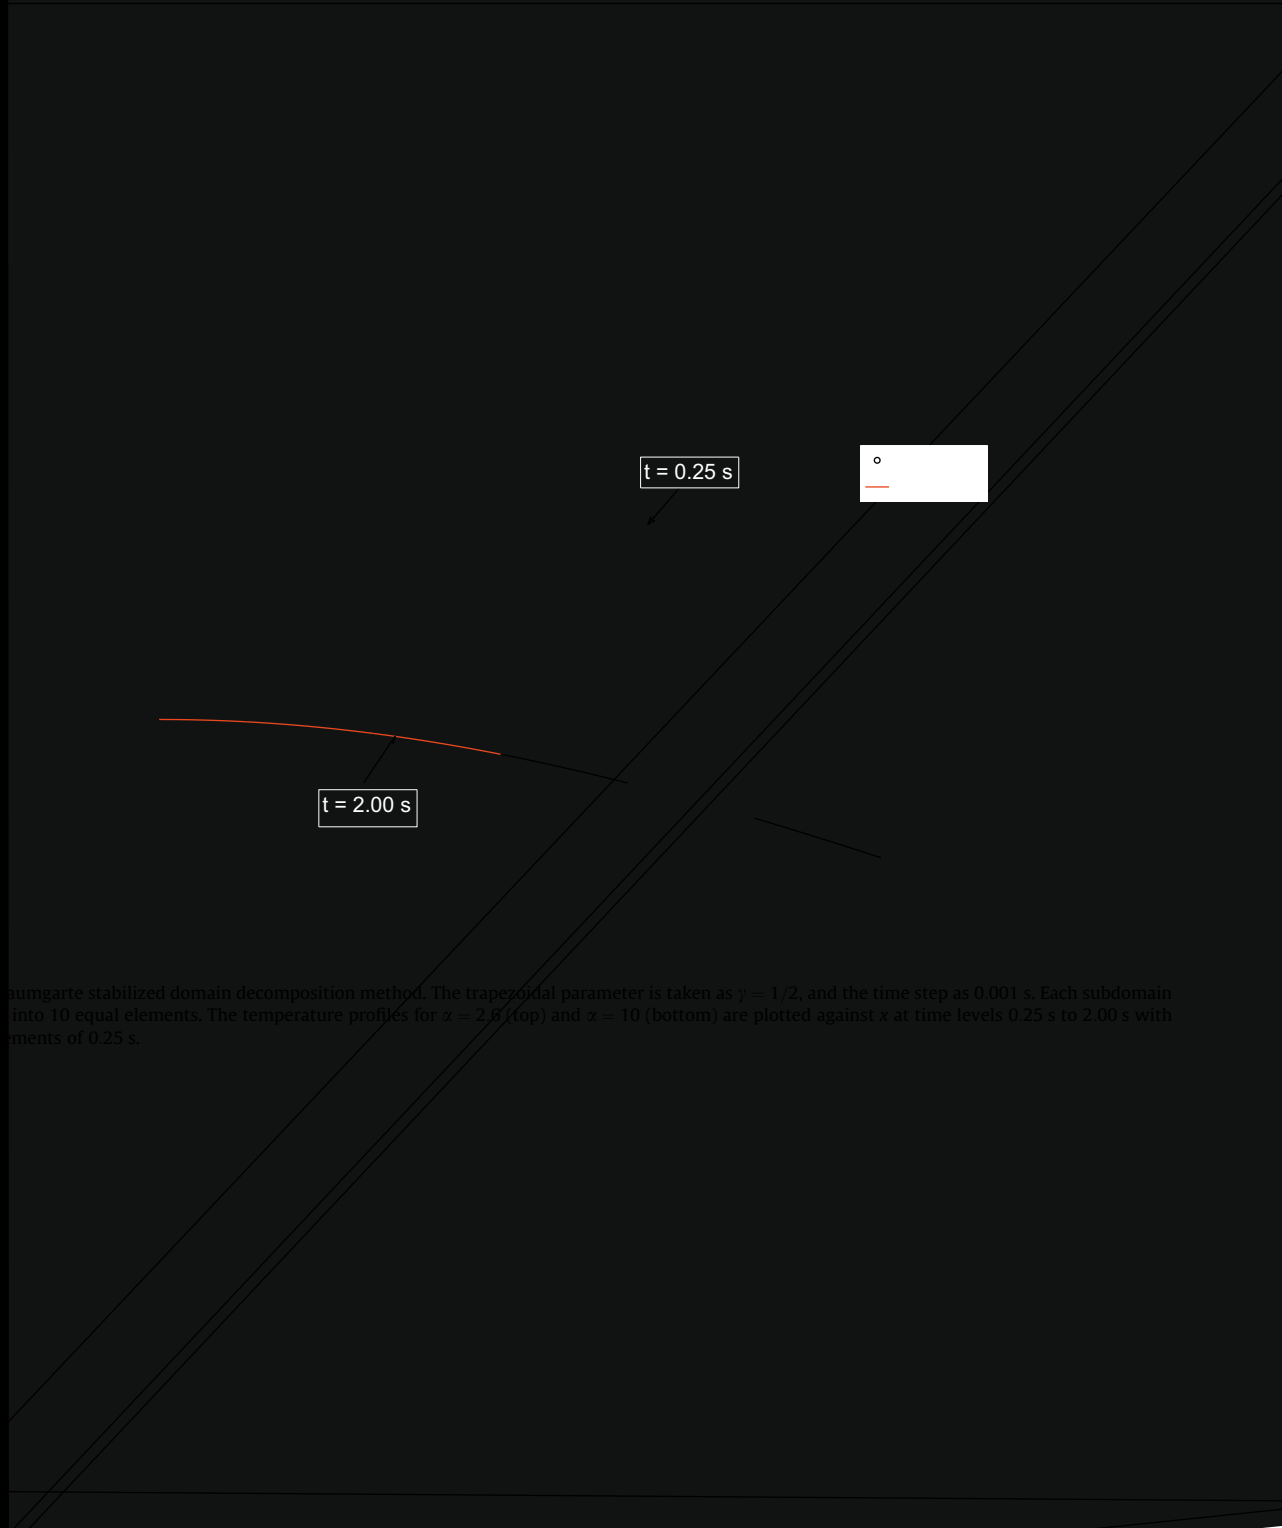 t = 0.25 s
t = 2.00 s
aumgarte stabilized domain decomposition method. The trapezoidal parameter is taken as γ = 1/2, and the time step as 0.001 s. Each subdomain
into 10 equal elements. The temperature profiles for α = 2.6 (top) and α = 10 (bottom) are plotted against x at time levels 0.25 s to 2.00 s with
ements of 0.25 s.